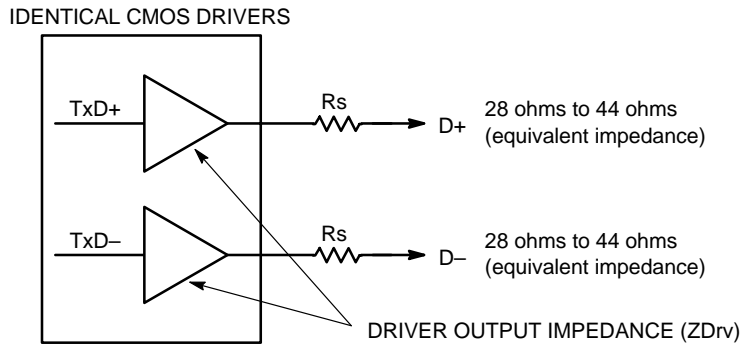 IDENTICAL CMOS DRIVERS
TxD+
Rs
D+
28 ohms to 44 ohms
(equivalent impedance)
TxD–
Rs
D–
28 ohms to 44 ohms
(equivalent impedance)
DRIVER OUTPUT IMPEDANCE (ZDrv)